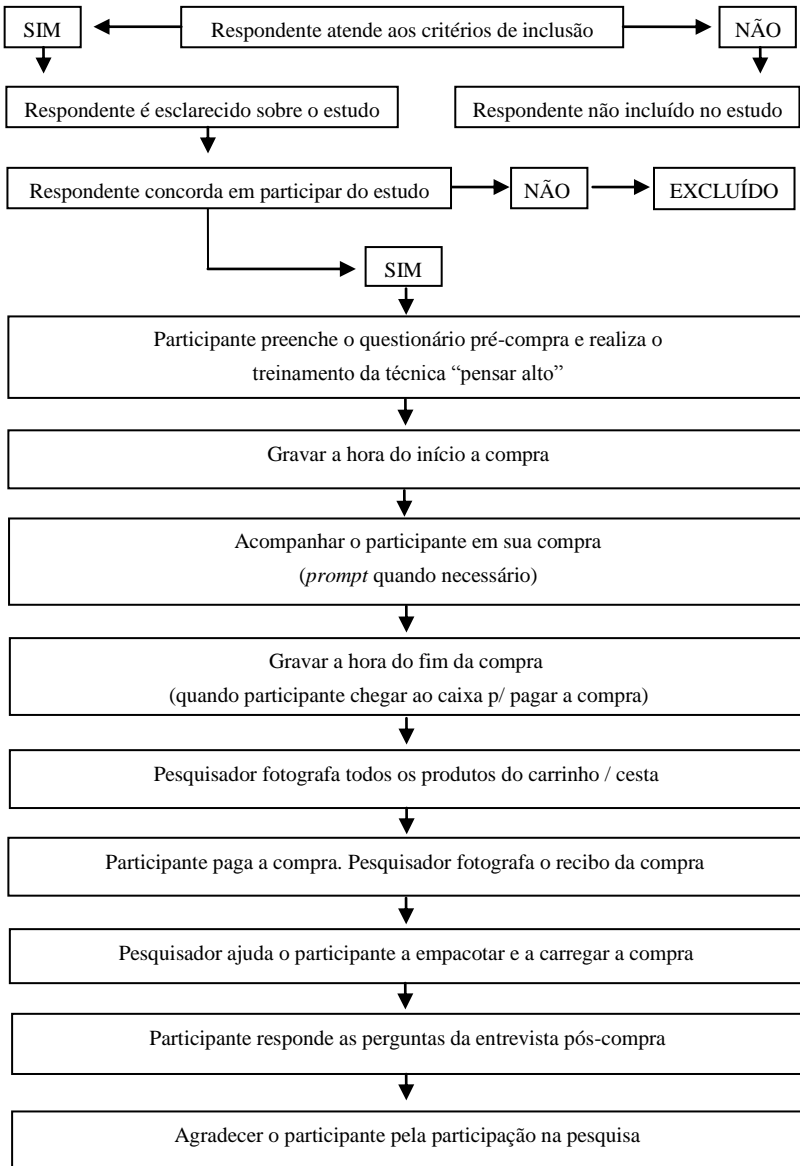 SIM
Respondente atende aos critérios de inclusão
NÃO
Respondente é esclarecido sobre o estudo
Respondente não incluído no estudo
Respondente concorda em participar do estudo
NÃO
EXCLUÍDO
SIM
Participante preenche o questionário pré-compra e realiza o
treinamento da técnica “pensar alto”
Gravar a hora do início a compra
Acompanhar o participante em sua compra
(prompt quando necessário)
Gravar a hora do fim da compra
(quando participante chegar ao caixa p/ pagar a compra)
Pesquisador fotografa todos os produtos do carrinho / cesta
Participante paga a compra. Pesquisador fotografa o recibo da compra
Pesquisador ajuda o participante a empacotar e a carregar a compra
Participante responde as perguntas da entrevista pós-compra
Agradecer o participante pela participação na pesquisa